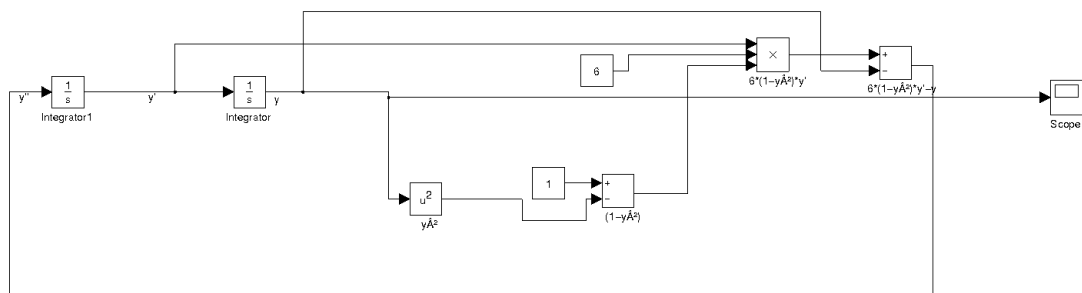 6
×
6*(1−yÂ²)*y'
+
−
6*(1−yÂ²)*y'−y
y''
1
s
Integrator1
y'
1
s
Integrator
y
Scope
u²
yÂ²
1
+
−
(1−yÂ²)